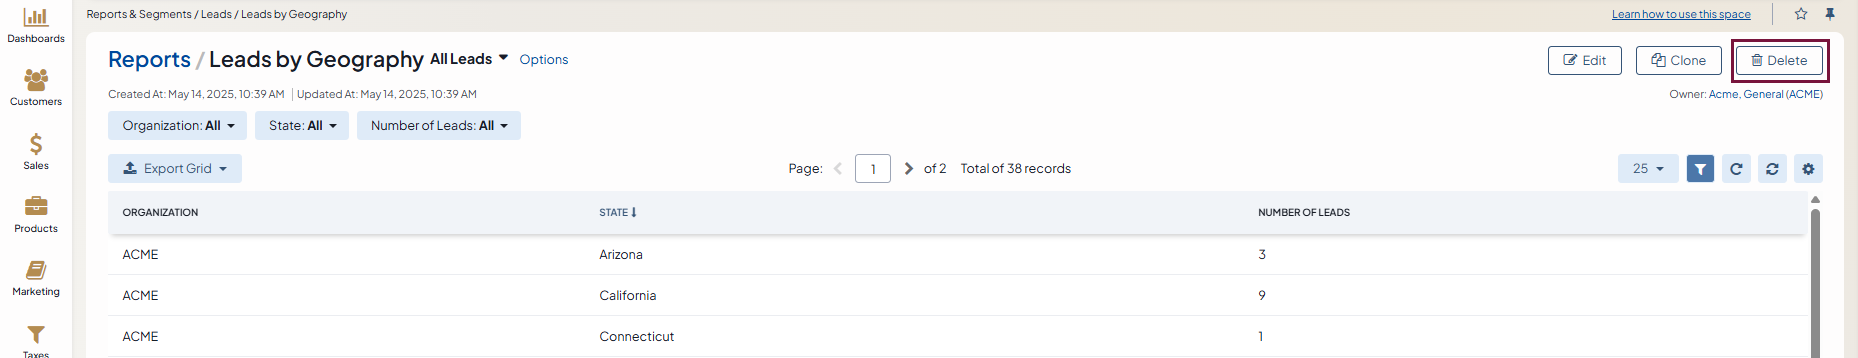 Dashboards
Customers
Sales
Products
Marketing
Taxes
Reports & Segments / Leads / Leads by Geography
Learn how to use this space
Reports / Leads by Geography All Leads Options
Edit Clone Delete
Created At: May 14, 2025, 10:39 AM | Updated At: May 14, 2025, 10:39 AM
Owner: Acme, General (ACME)
Organization: All State: All Number of Leads: All
Export Grid Page: 1 of 2 Total of 38 records 25
ORGANIZATION STATE NUMBER OF LEADS
ACME Arizona 3
ACME California 9
ACME Connecticut 1